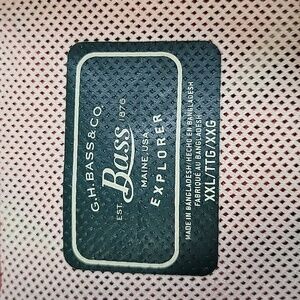 G.H. BASS & CO
EST. Bass 1876
MAINE, USA
EXPLORER
MADE IN BANGLADESH/HECHO EN BANGLADESH
FABRIQUÉ AU BANGLADESH
XXL/TTG/XXG